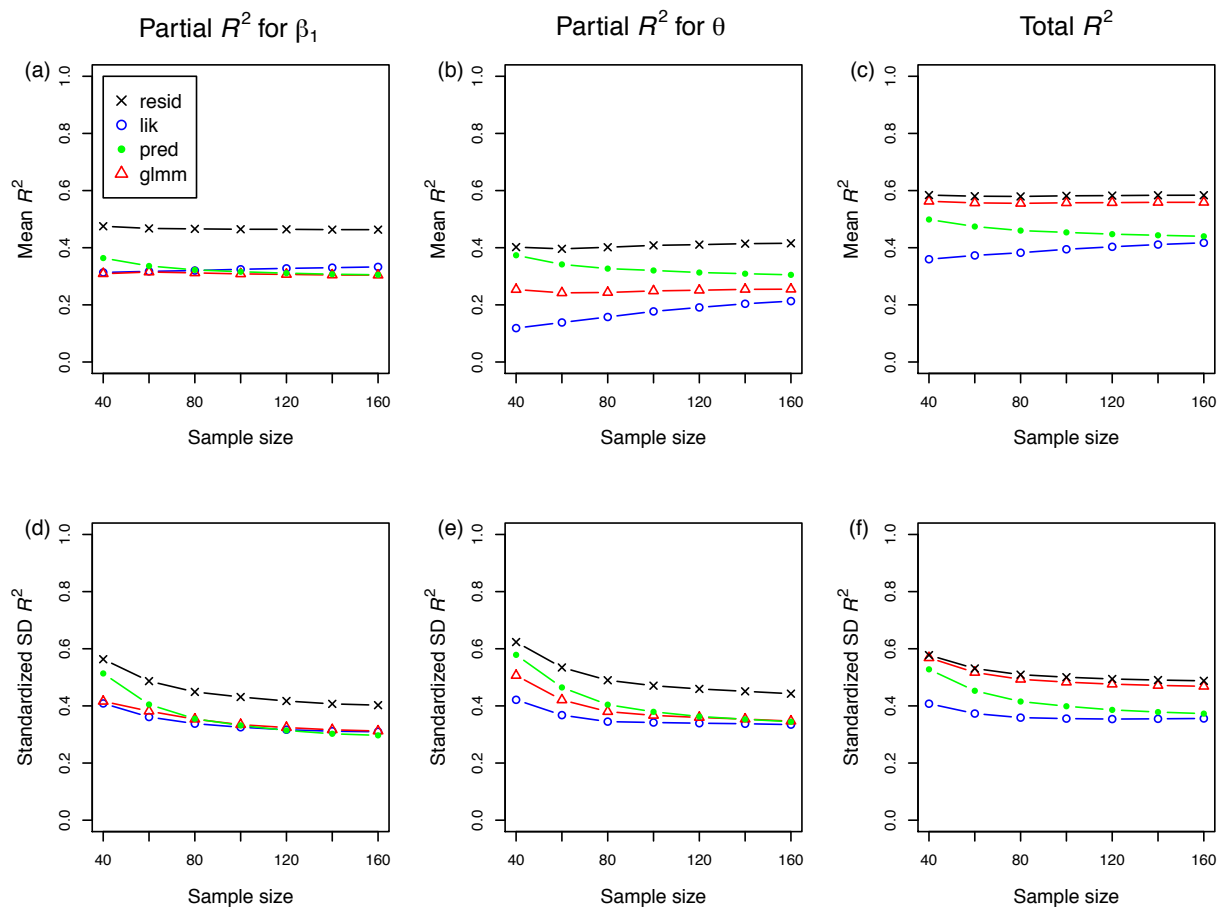 Partial R² for β₁
Partial R² for θ
Total R²
(a)
resid
lik
pred
glmm
Mean R²
0.0 0.2 0.4 0.6 0.8 1.0
40 80 120 160
Sample size
(b)
Mean R²
0.0 0.2 0.4 0.6 0.8 1.0
40 80 120 160
Sample size
(c)
Mean R²
0.0 0.2 0.4 0.6 0.8 1.0
40 80 120 160
Sample size
(d)
Standardized SD R²
0.0 0.2 0.4 0.6 0.8 1.0
40 80 120 160
Sample size
(e)
Standardized SD R²
0.0 0.2 0.4 0.6 0.8 1.0
40 80 120 160
Sample size
(f)
Standardized SD R²
0.0 0.2 0.4 0.6 0.8 1.0
40 80 120 160
Sample size